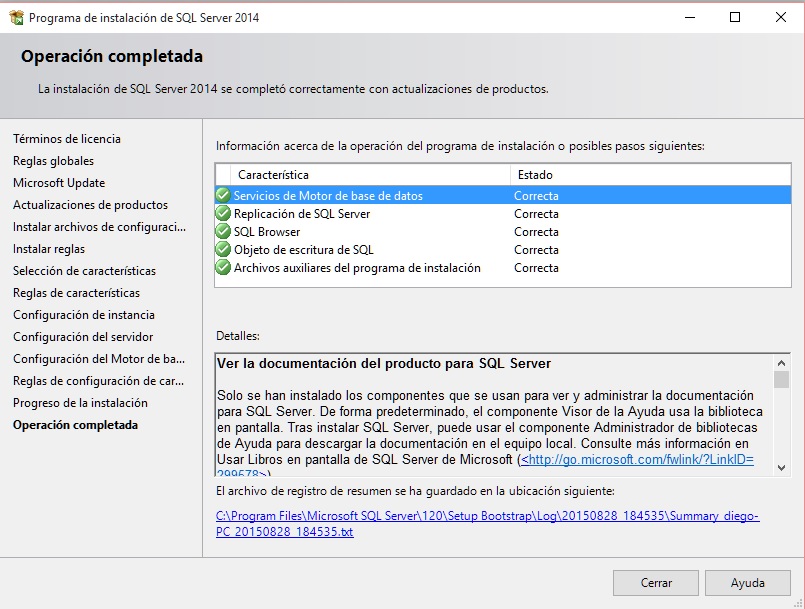 Programa de instalación de SQL Server 2014
Operación completada
La instalación de SQL Server 2014 se completó correctamente con actualizaciones de productos.
Términos de licencia
Reglas globales
Microsoft Update
Actualizaciones de productos
Instalar archivos de configuraci...
Instalar reglas
Selección de características
Reglas de características
Configuración de instancia
Configuración del servidor
Configuración del Motor de ba...
Reglas de configuración de car...
Progreso de la instalación
Operación completada
Información acerca de la operación del programa de instalación o posibles pasos siguientes:
Característica Estado
Servicios de Motor de base de datos Correcta
Replicación de SQL Server Correcta
SQL Browser Correcta
Objeto de escritura de SQL Correcta
Archivos auxiliares del programa de instalación Correcta
Detalles:
Ver la documentación del producto para SQL Server
Solo se han instalado los componentes que se usan para ver y administrar la documentación
para SQL Server. De forma predeterminada, el componente Visor de la Ayuda usa la biblioteca
en pantalla. Tras instalar SQL Server, puede usar el componente Administrador de bibliotecas
de Ayuda para descargar la documentación en el equipo local. Consulte más información en
Usar Libros en pantalla de SQL Server de Microsoft (<http://go.microsoft.com/fwlink/?LinkID=
299578>)
El archivo de registro de resumen se ha guardado en la ubicación siguiente:
C:\Program Files\Microsoft SQL Server\120\Setup Bootstrap\Log\20150828_184535\Summary_diego-
PC_20150828_184535.txt
Cerrar Ayuda